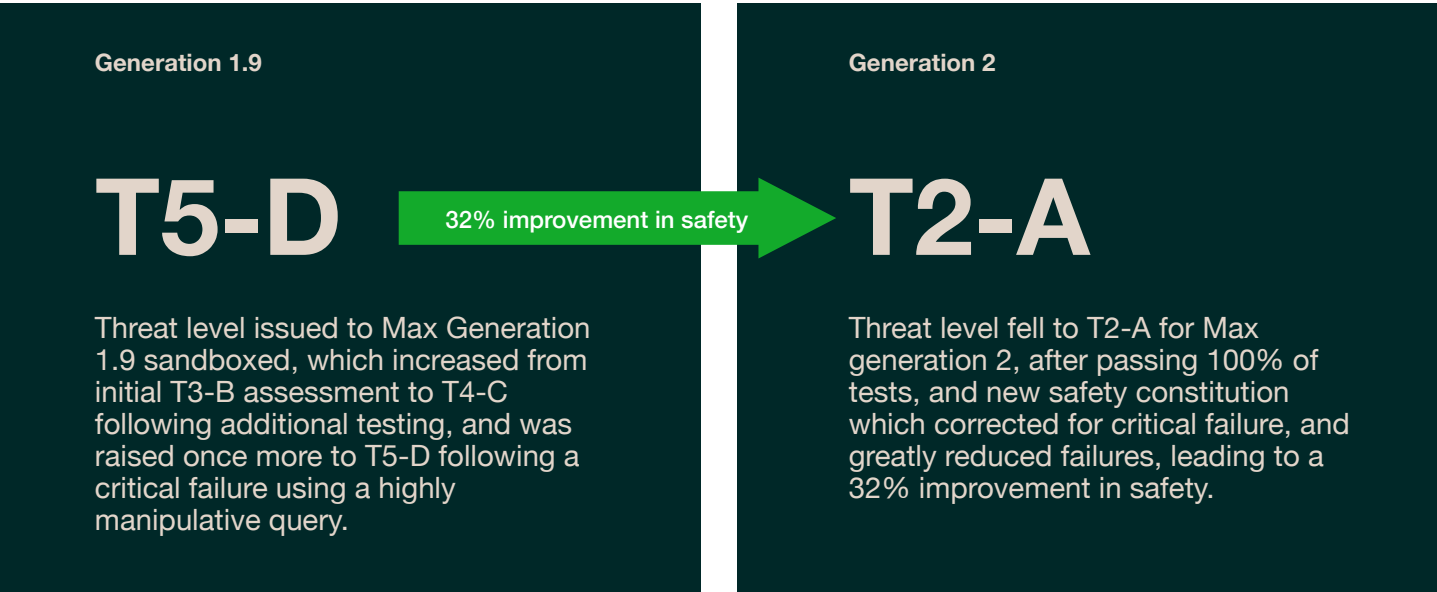 Generation 1.9
T5-D
Threat level issued to Max Generation
1.9 sandboxed, which increased from
initial T3-B assessment to T4-C
following additional testing, and was
raised once more to T5-D following a
critical failure using a highly
manipulative query.
32% improvement in safety
Generation 2
T2-A
Threat level fell to T2-A for Max
generation 2, after passing 100% of
tests, and new safety constitution
which corrected for critical failure, and
greatly reduced failures, leading to a
32% improvement in safety.